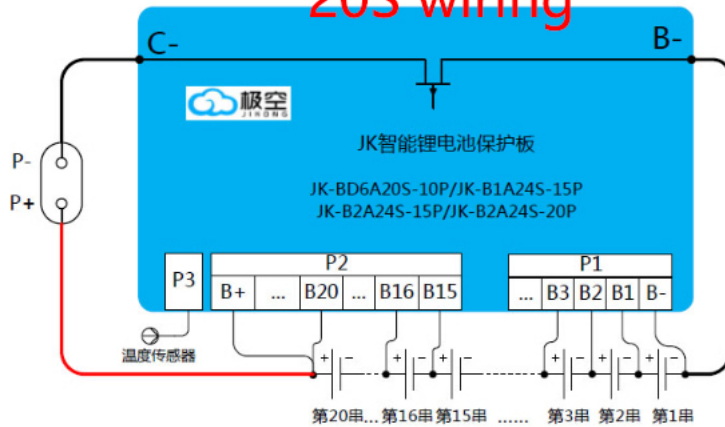 20S wiring
C-
B-
极空
JIKONG
JK智能锂电池保护板
P-
JK-BD6A20S-10P/JK-B1A24S-15P
P+
JK-B2A24S-15P/JK-B2A24S-20P
P3
P2
P1
B+ ... B20 ... B16 B15
... B3 B2 B1 B-
温度传感器
+ − + − + − + − + − + −
第20串... 第16串 第15串 ...... 第3串 第2串 第1串